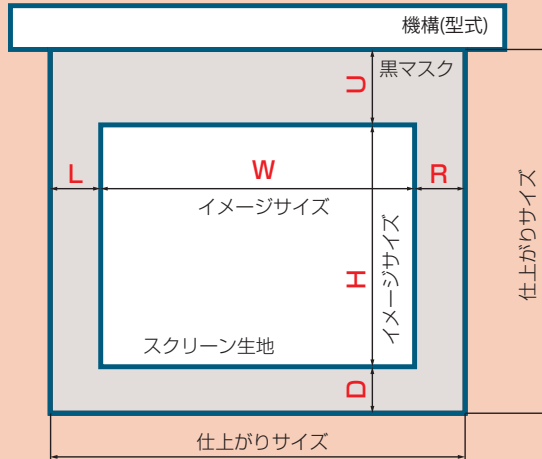 機構(型式)
黒マスク
U
L
W
R
イメージサイズ
H
イメージサイズ
仕上がりサイズ
スクリーン生地
D
仕上がりサイズ